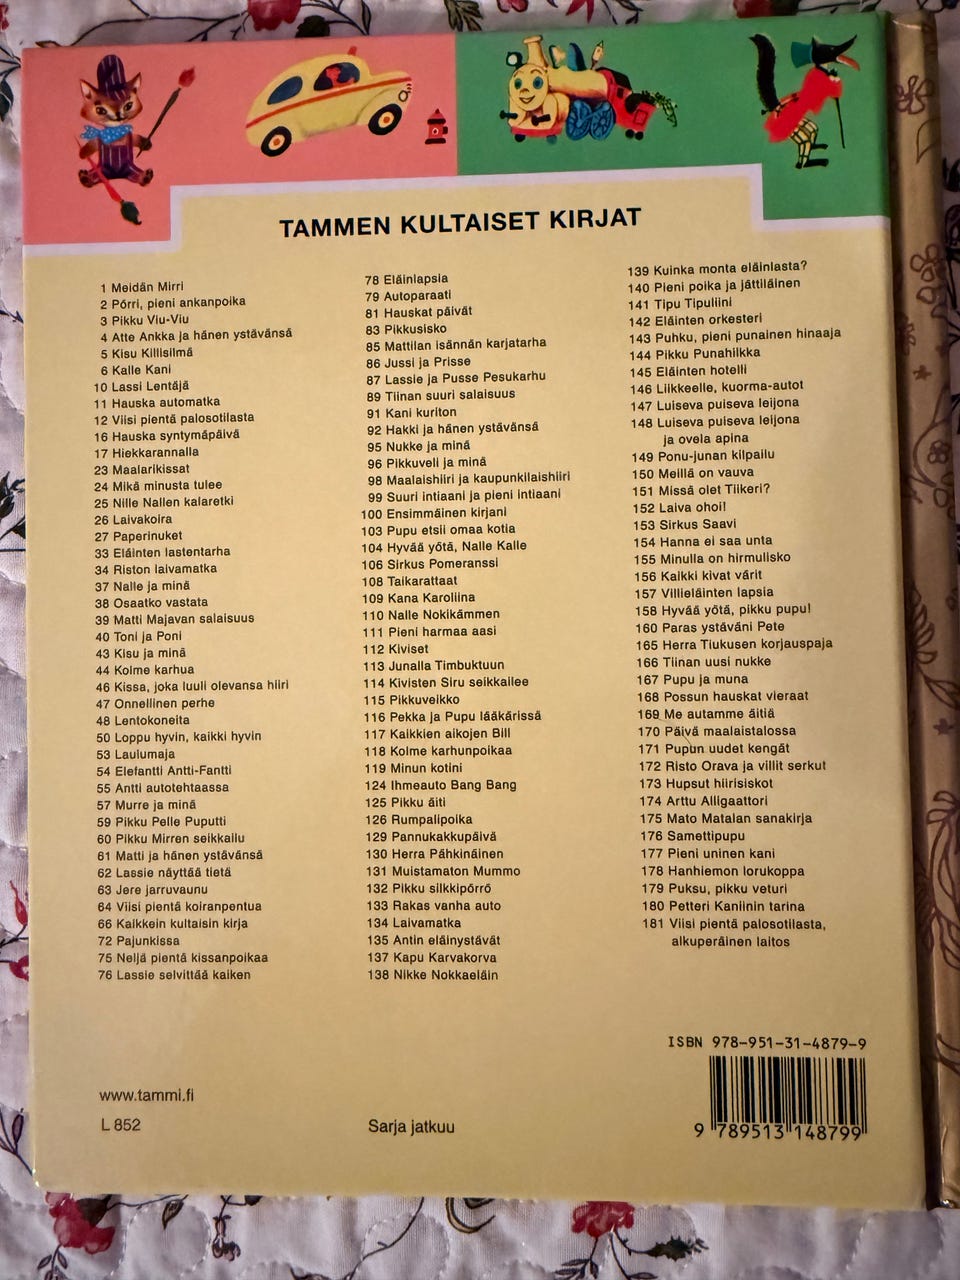 TAMMEN KULTAISET KIRJAT
1 Meidän Mirri
2 Pörri, pieni ankanpoika
3 Pikku Viu-Viu
4 Atte Ankka ja hänen ystävänsä
5 Kisu Killisilmä
6 Kalle Kani
10 Lassi Lentäjä
11 Hauska automatka
12 Viisi pientä palosotilasta
16 Hauska syntymäpäivä
17 Hiekkarannalla
23 Maalarikissat
24 Mikä minusta tulee
25 Nille Nallen kalaretki
26 Laivakoira
27 Paperinuket
33 Eläinten lastentarha
34 Riston laivamatka
37 Nalle ja minä
38 Osaatko vastata
39 Matti Majavan salaisuus
40 Toni ja Poni
43 Kisu ja minä
44 Kolme karhua
46 Kissa, joka luuli olevansa hiiri
47 Onnellinen perhe
48 Lentokoneita
50 Loppu hyvin, kaikki hyvin
53 Laulumaja
54 Elefantti Antti-Fantti
55 Antti autotehtaassa
57 Murre ja minä
59 Pikku Pelle Puputti
60 Pikku Mirren seikkailu
61 Matti ja hänen ystävänsä
62 Lassie näyttää tietä
63 Jere jarruvaunu
64 Viisi pientä koiranpentua
66 Kaikkein kultaisin kirja
72 Pajunkissa
75 Neljä pientä kissanpoikaa
76 Lassie selvittää kaiken
78 Eläinlapsia
79 Autoparaati
81 Hauskat päivät
83 Pikkusisko
85 Mattilan isännän karjatarha
86 Jussi ja Prisse
87 Lassie ja Pusse Pesukarhu
89 Tiinan suuri salaisuus
91 Kani kuriton
92 Hakki ja hänen ystävänsä
95 Nukke ja minä
96 Pikkuveli ja minä
98 Maalaishiiri ja kaupunkilaishiiri
99 Suuri intiaani ja pieni intiaani
100 Ensimmäinen kirjani
103 Pupu etsii omaa kotia
104 Hyvää yötä, Nalle Kalle
106 Sirkus Pomeranssi
108 Taikarattaat
109 Kana Karoliina
110 Nalle Nokikämmen
111 Pieni harmaa aasi
112 Kiviset
113 Junalla Timbuktuun
114 Kivisten Siru seikkailee
115 Pikkuveikko
116 Pekka ja Pupu lääkärissä
117 Kaikkien aikojen Bill
118 Kolme karhunpoikaa
119 Minun kotini
124 Ihmeauto Bang Bang
125 Pikku äiti
126 Rumpalipoika
129 Pannukakkupäivä
130 Herra Pähkinäinen
131 Muistamaton Mummo
132 Pikku silkkipörrö
133 Rakas vanha auto
134 Laivamatka
135 Antin eläinystävät
137 Kapu Karvakorva
138 Nikke Nokkaeläin
139 Kuinka monta eläinlasta?
140 Pieni poika ja jättiläinen
141 Tipu Tipuliini
142 Eläinten orkesteri
143 Puhku, pieni punainen hinaaja
144 Pikku Punahilkka
145 Eläinten hotelli
146 Liikkeelle, kuorma-autot
147 Luiseva puiseva leijona
148 Luiseva puiseva leijona
ja ovela apina
149 Ponu-junan kilpailu
150 Meillä on vauva
151 Missä olet Tiikeri?
152 Laiva ohoi!
153 Sirkus Saavi
154 Hanna ei saa unta
155 Minulla on hirmulisko
156 Kaikki kivat värit
157 Villieläinten lapsia
158 Hyvää yötä, pikku pupu!
160 Paras ystäväni Pete
165 Herra Tiukusen korjauspaja
166 Tiinan uusi nukke
167 Pupu ja muna
168 Possun hauskat vieraat
169 Me autamme äitiä
170 Päivä maalaistalossa
171 Pupun uudet kengät
172 Risto Orava ja villit serkut
173 Hupsut hiirisiskot
174 Arttu Alligaattori
175 Mato Matalan sanakirja
176 Samettipupu
177 Pieni uninen kani
178 Hanhiemon lorukoppa
179 Puksu, pikku veturi
180 Petteri Kaniinin tarina
181 Viisi pientä palosotilasta,
alkuperäinen laitos
ISBN 978-951-31-4879-9
9 789513 148799
www.tammi.fi
L 852
Sarja jatkuu